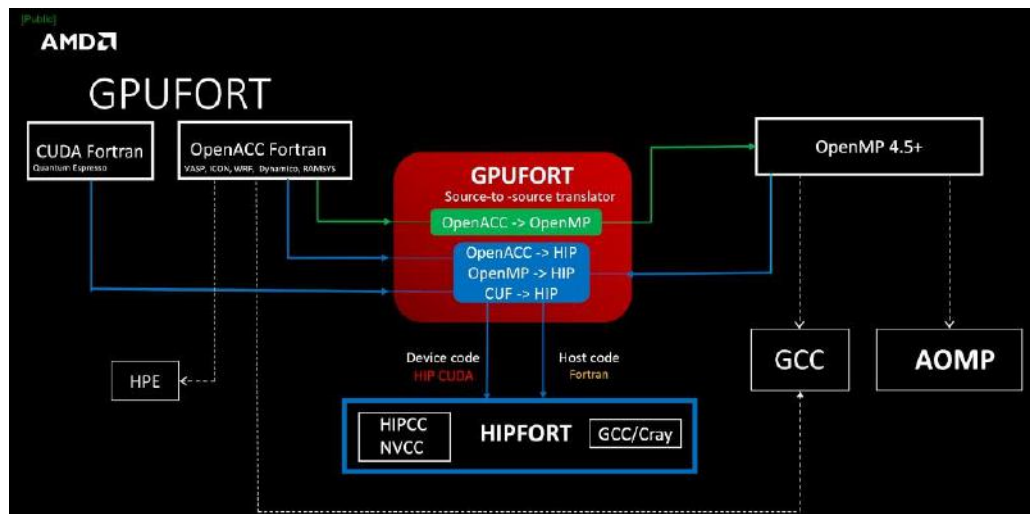 [Public]
AMD
GPUFORT
CUDA Fortran
Quantum Espresso
OpenACC Fortran
VASP, ICON, WRF, Dynamico, RAMSYS
GPUFORT
Source-to -source translator
OpenACC -> OpenMP
OpenACC -> HIP
OpenMP -> HIP
CUF -> HIP
OpenMP 4.5+
Device code
HIP CUDA
Host code
Fortran
HPE
GCC
AOMP
HIPCC
NVCC
HIPFORT
GCC/Cray